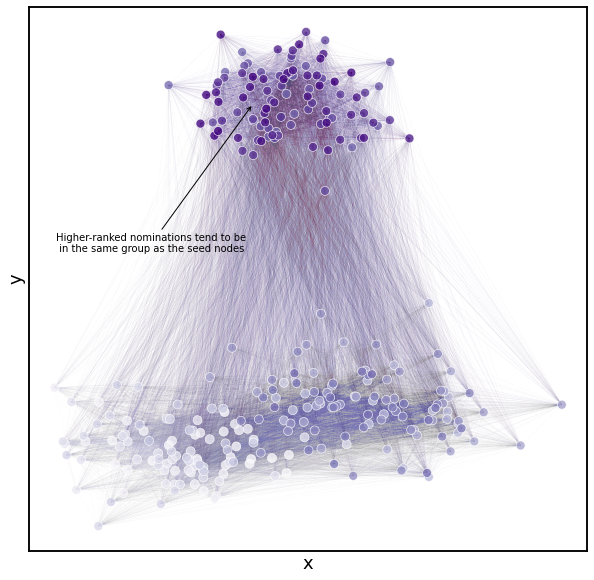 Higher-ranked nominations tend to be
in the same group as the seed nodes
y
x